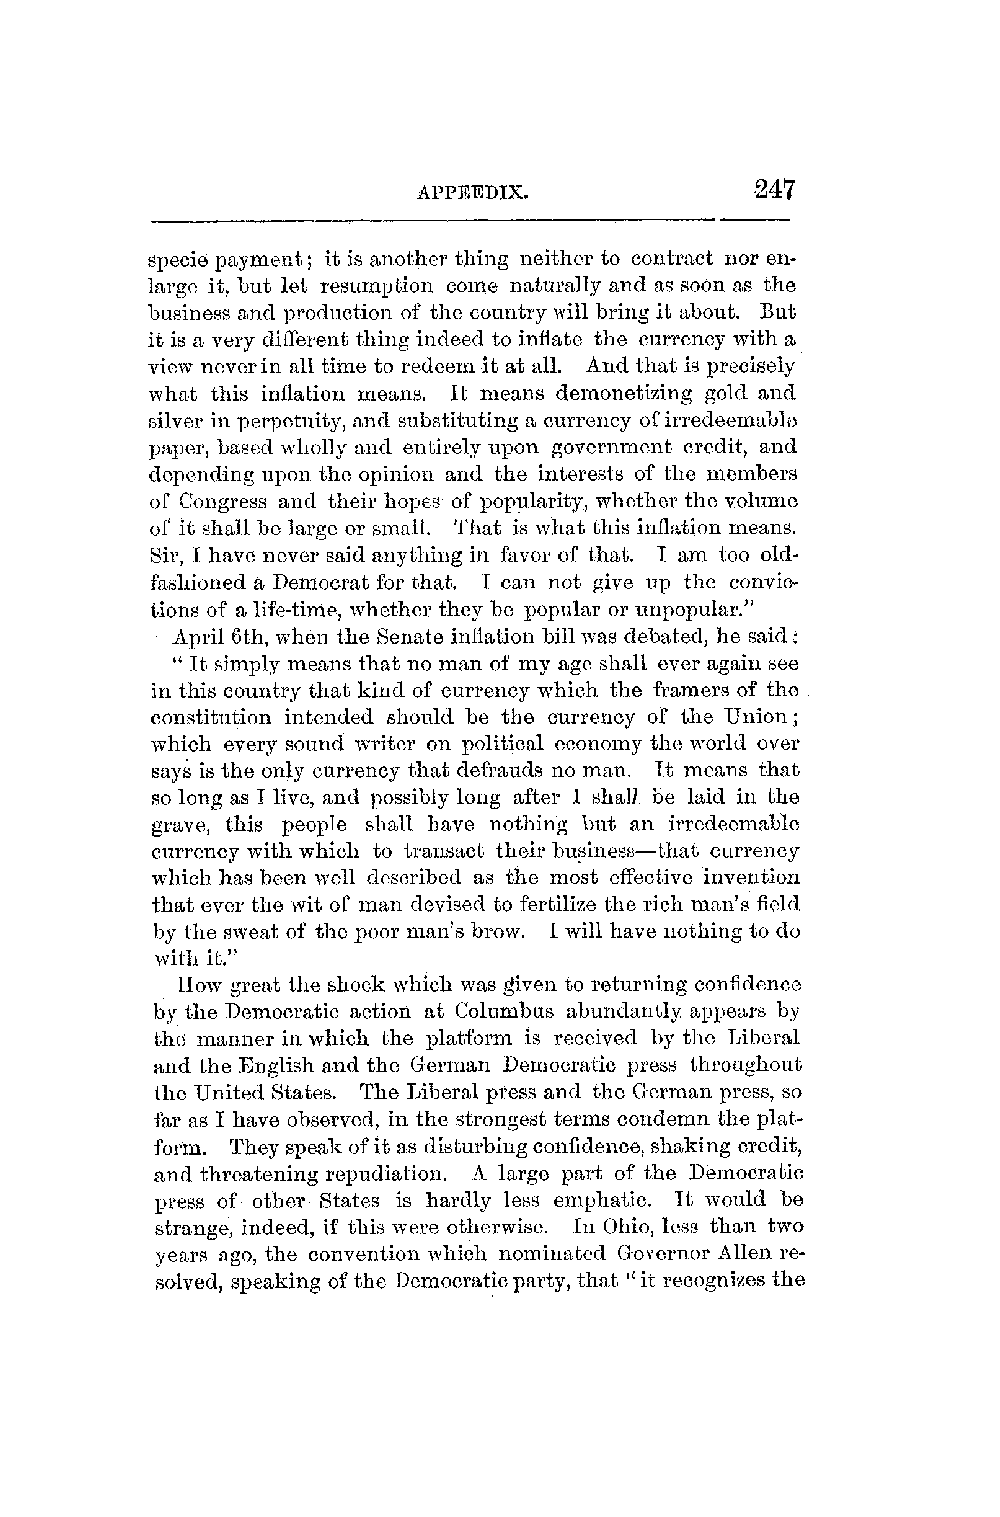 APPENDIX. 247
specie payment; it is another thing neither to contract nor en-
large it, but let resumption come naturally and as soon as the
business and production of the country will bring it about. But
it is a very different thing indeed to inflate the currency with a
view never in all time to redeem it at all. And that is precisely
what this inflation means. It means demonetizing gold and
silver in perpetuity, and substituting a currency of irredeemable
paper, based wholly and entirely upon government credit, and
depending upon the opinion and the interests of the members
of Congress and their hopes of popularity, whether the volume
of it shall be large or small. That is what this inflation means.
Sir, I have never said anything in favor of that. I am too old-
fashioned a Democrat for that. I can not give up the convic-
tions of a life-time, whether they be popular or unpopular."
April 6th, when the Senate inflation bill was debated, he said:
" It simply means that no man of my age shall ever again see
in this country that kind of currency which the framers of the
constitution intended should be the currency of the Union;
which every sound writer on political economy the world over
says is the only currency that defrauds no man. It means that
so long as I live, and possibly long after I shall be laid in the
grave, this people shall have nothing but an irredeemable
currency with which to transact their business—that currency
which has been well described as the most effective invention
that ever the wit of man devised to fertilize the rich man's field
by the sweat of the poor man's brow. I will have nothing to do
with it."
How great the shock which was given to returning confidence
by the Democratic action at Columbus abundantly appears by
the manner in which the platform is received by the Liberal
and the English and the German Democratic press throughout
the United States. The Liberal press and the German press, so
far as I have observed, in the strongest terms condemn the plat-
form. They speak of it as disturbing confidence, shaking credit,
and threatening repudiation. A large part of the Democratic
press of other States is hardly less emphatic. It would be
strange, indeed, if this were otherwise. In Ohio, less than two
years ago, the convention which nominated Governor Allen re-
solved, speaking of the Democratic party, that " it recognizes the